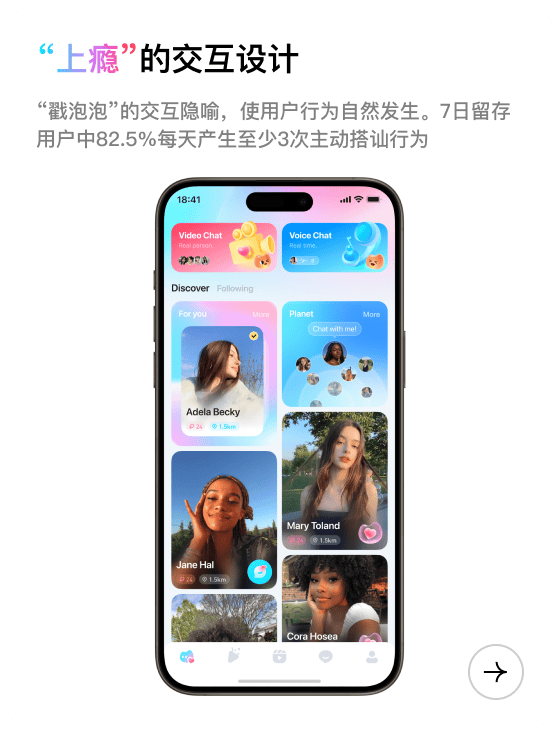 “上瘾”的交互设计
“戳泡泡”的交互隐喻，使用户行为自然发生。7日留存
用户中82.5%每天产生至少3次主动搭讪行为
18:41
Video Chat
Real person.
Voice Chat
Real time.
Discover Following
For you More
Planet More
Chat with me!
Adela Becky
24 1.5km
Mary Toland
24 1.5km
Jane Hal
24 1.5km
Cora Hosea